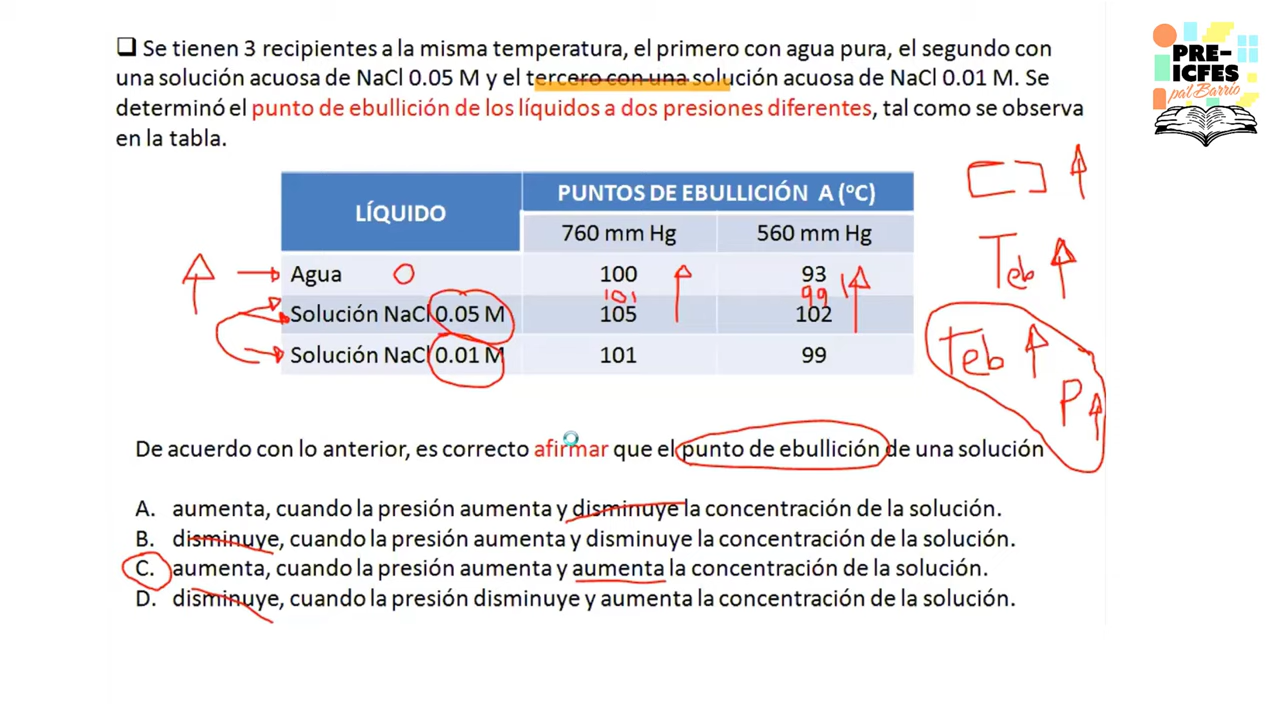 PRE-
ICFES
pa'l Barrio
Se tienen 3 recipientes a la misma temperatura, el primero con agua pura, el segundo con
una solución acuosa de NaCl 0.05 M y el tercero con una solución acuosa de NaCl 0.01 M. Se
determinó el punto de ebullición de los líquidos a dos presiones diferentes, tal como se observa
en la tabla.
LÍQUIDO
PUNTOS DE EBULLICIÓN A (ºC)
760 mm Hg 560 mm Hg
Agua 0 100 93
101 99
Solución NaCl 0.05 M 105 102
Solución NaCl 0.01 M 101 99
[ ]
Teb
Teb
P
De acuerdo con lo anterior, es correcto afirmar que el punto de ebullición de una solución
A. aumenta, cuando la presión aumenta y disminuye la concentración de la solución.
B. disminuye, cuando la presión aumenta y disminuye la concentración de la solución.
C. aumenta, cuando la presión aumenta y aumenta la concentración de la solución.
D. disminuye, cuando la presión disminuye y aumenta la concentración de la solución.